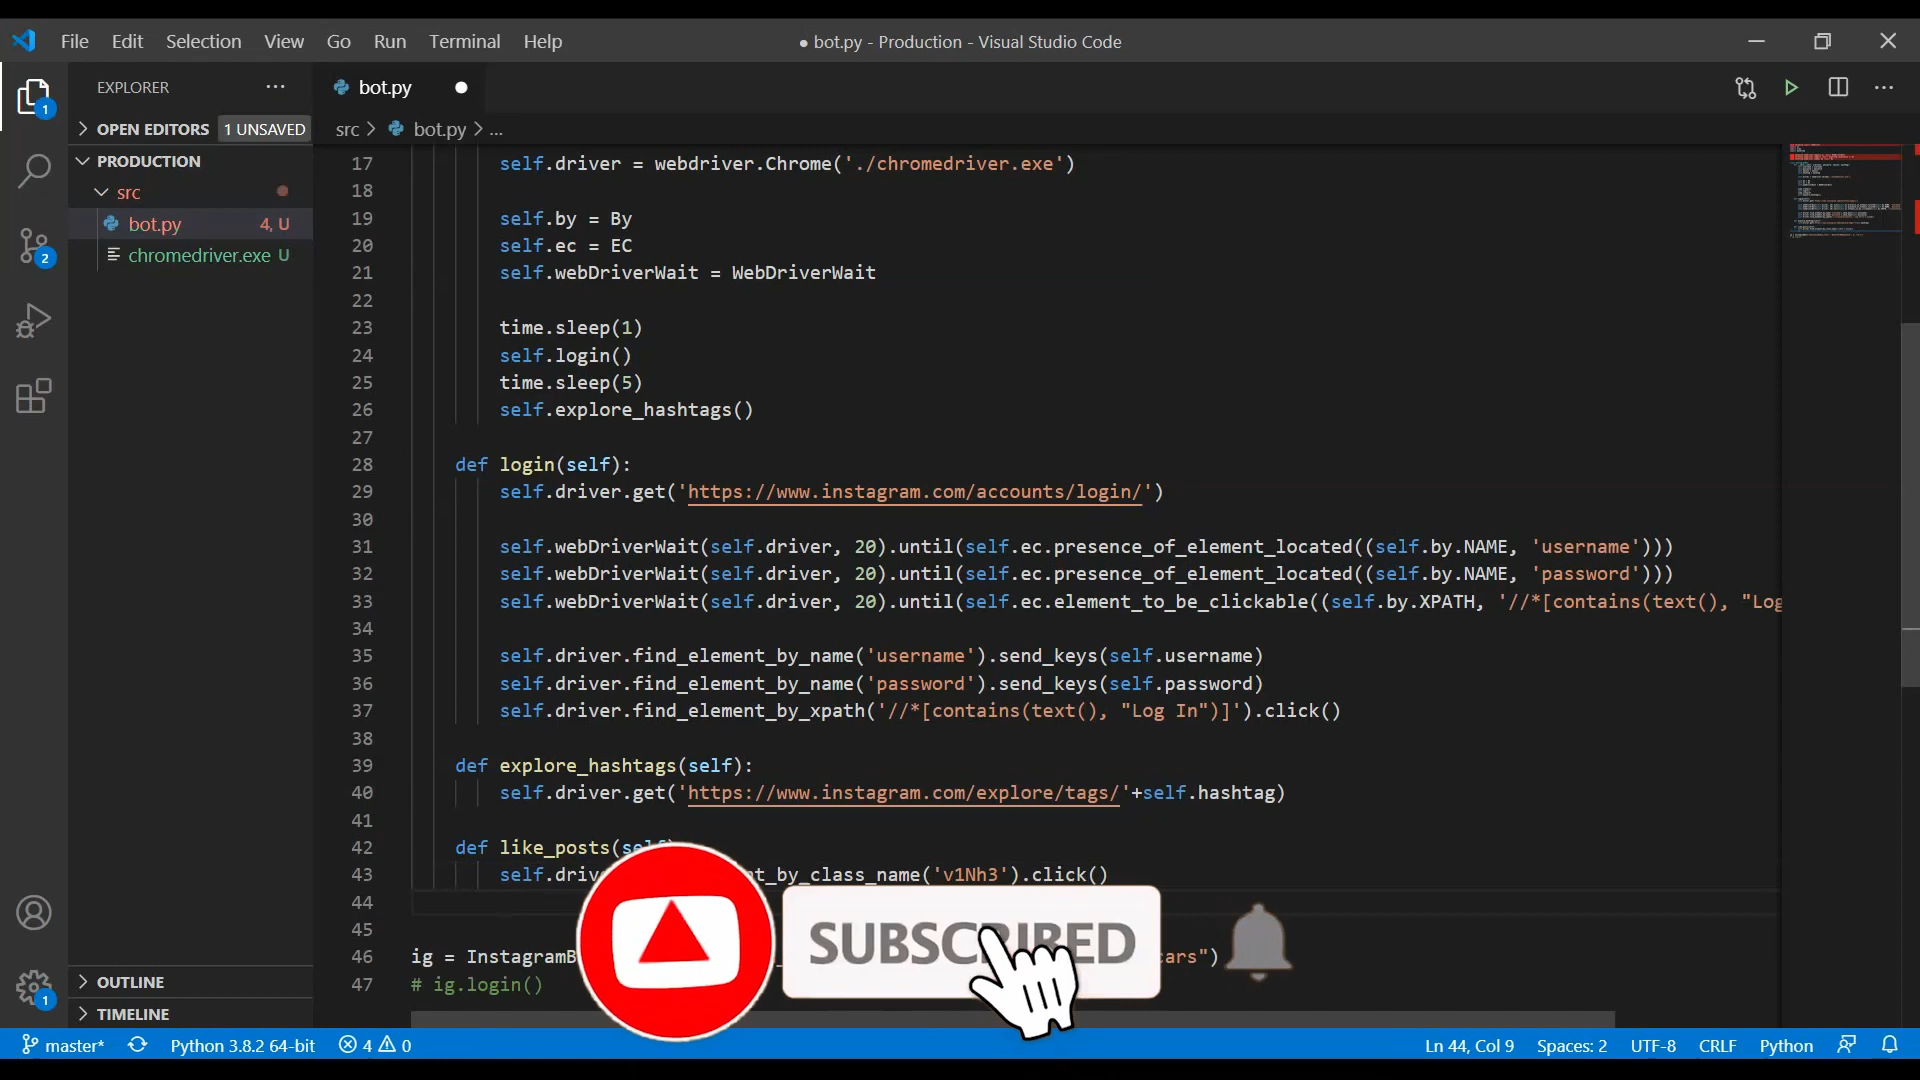 File Edit Selection View Go Run Terminal Help
● bot.py - Production - Visual Studio Code
EXPLORER
bot.py
OPEN EDITORS 1 UNSAVED
src > bot.py > ...
PRODUCTION
src
bot.py 4, U
chromedriver.exe U
17 self.driver = webdriver.Chrome('./chromedriver.exe')
18
19 self.by = By
20 self.ec = EC
21 self.webDriverWait = WebDriverWait
22
23 time.sleep(1)
24 self.login()
25 time.sleep(5)
26 self.explore_hashtags()
27
28 def login(self):
29 self.driver.get('https://www.instagram.com/accounts/login/')
30
31 self.webDriverWait(self.driver, 20).until(self.ec.presence_of_element_located((self.by.NAME, 'username')))
32 self.webDriverWait(self.driver, 20).until(self.ec.presence_of_element_located((self.by.NAME, 'password')))
33 self.webDriverWait(self.driver, 20).until(self.ec.element_to_be_clickable((self.by.XPATH, '//*[contains(text(), "Log
34
35 self.driver.find_element_by_name('username').send_keys(self.username)
36 self.driver.find_element_by_name('password').send_keys(self.password)
37 self.driver.find_element_by_xpath('//*[contains(text(), "Log In")]').click()
38
39 def explore_hashtags(self):
40 self.driver.get('https://www.instagram.com/explore/tags/'+self.hashtag)
41
42 def like_posts(
43 self.driv nt_by_class_name('v1Nh3').click()
44
45
46 ig = InstagramB cars")
47 # ig.login()
SUBSCRIBED
1
2
1
OUTLINE
TIMELINE
master* Python 3.8.2 64-bit 4 0 Ln 44, Col 9 Spaces: 2 UTF-8 CRLF Python